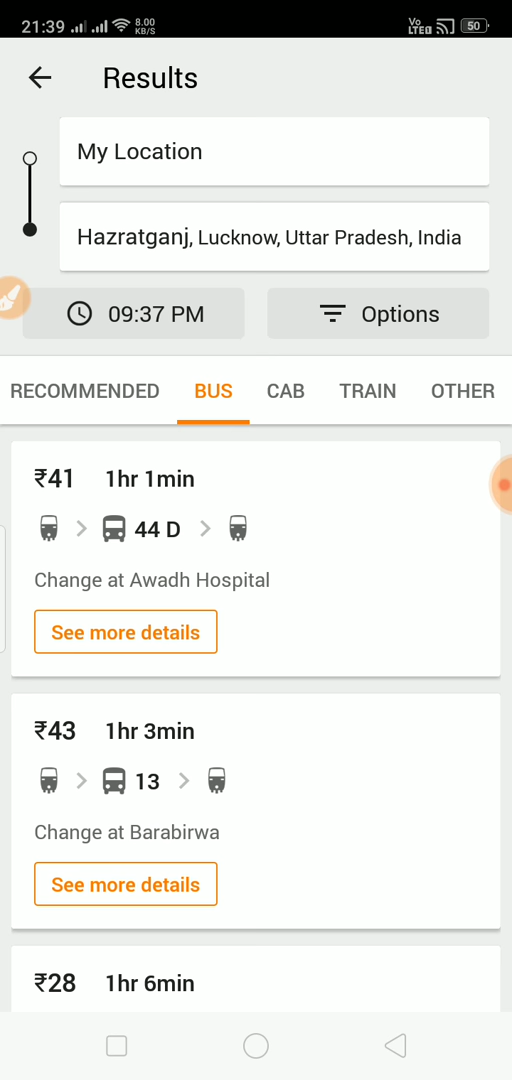 21:39 8.00 KB/S Vo LTE 50
Results
My Location
Hazratganj, Lucknow, Uttar Pradesh, India
09:37 PM Options
RECOMMENDED BUS CAB TRAIN OTHER
₹41 1hr 1min
44 D
Change at Awadh Hospital
See more details
₹43 1hr 3min
13
Change at Barabirwa
See more details
₹28 1hr 6min